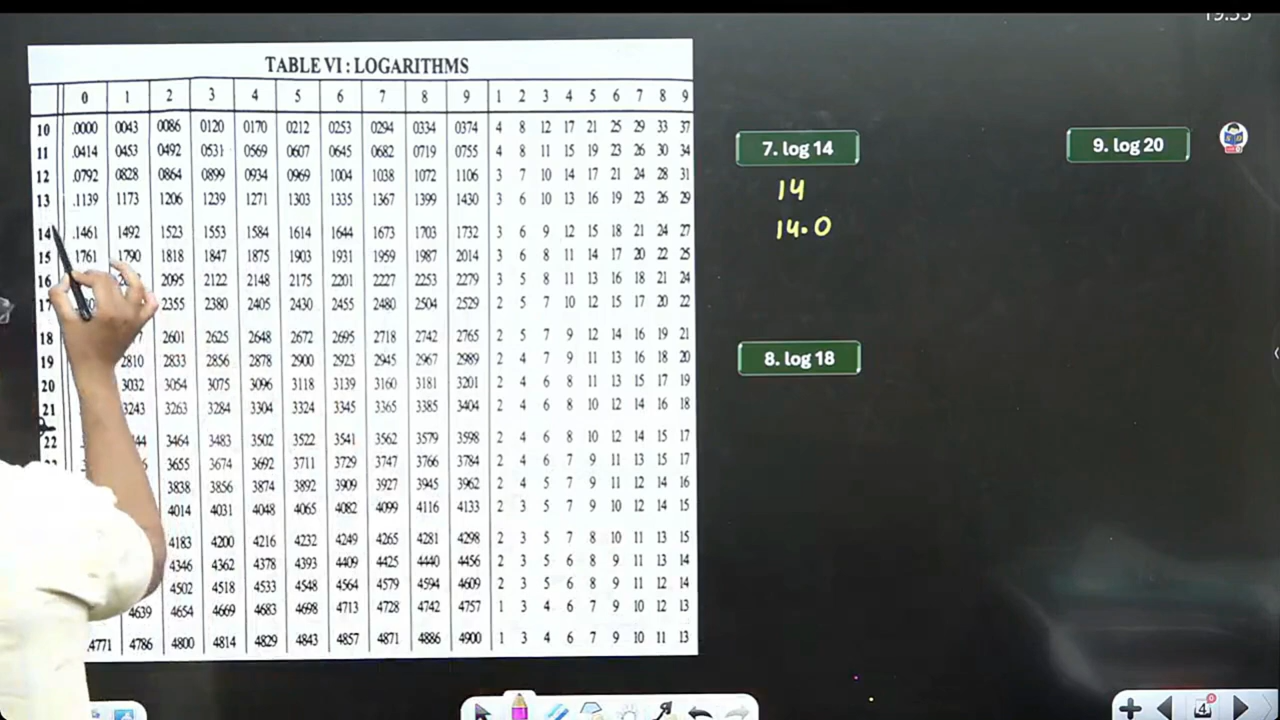 19:55
TABLE VI : LOGARITHMS
0 1 2 3 4 5 6 7 8 9 1 2 3 4 5 6 7 8 9
10 .0000 0043 0086 0120 0170 0212 0253 0294 0334 0374 4 8 12 17 21 25 29 33 37
11 .0414 0453 0492 0531 0569 0607 0645 0682 0719 0755 4 8 11 15 19 23 26 30 34
12 .0792 0828 0864 0899 0934 0969 1004 1038 1072 1106 3 7 10 14 17 21 24 28 31
13 .1139 1173 1206 1239 1271 1303 1335 1367 1399 1430 3 6 10 13 16 19 23 26 29
14 .1461 1492 1523 1553 1584 1614 1644 1673 1703 1732 3 6 9 12 15 18 21 24 27
15 .1761 1790 1818 1847 1875 1903 1931 1959 1987 2014 3 6 8 11 14 17 20 22 25
16 2095 2122 2148 2175 2201 2227 2253 2279 3 5 8 11 13 16 18 21 24
17 2355 2380 2405 2430 2455 2480 2504 2529 2 5 7 10 12 15 17 20 22
18 2601 2625 2648 2672 2695 2718 2742 2765 2 5 7 9 12 14 16 19 21
19 2810 2833 2856 2878 2900 2923 2945 2967 2989 2 4 7 9 11 13 16 18 20
20 3032 3054 3075 3096 3118 3139 3160 3181 3201 2 4 6 8 11 13 15 17 19
21 3243 3263 3284 3304 3324 3345 3365 3385 3404 2 4 6 8 10 12 14 16 18
22 3464 3483 3502 3522 3541 3562 3579 3598 2 4 6 8 10 12 14 15 17
3655 3674 3692 3711 3729 3747 3766 3784 2 4 6 7 9 11 13 15 17
3838 3856 3874 3892 3909 3927 3945 3962 2 4 5 7 9 11 12 14 16
4014 4031 4048 4065 4082 4099 4116 4133 2 3 5 7 9 10 12 14 15
4183 4200 4216 4232 4249 4265 4281 4298 2 3 5 7 8 10 11 13 15
4346 4362 4378 4393 4409 4425 4440 4456 2 3 5 6 8 9 11 13 14
4502 4518 4533 4548 4564 4579 4594 4609 2 3 5 6 8 9 11 12 14
4639 4654 4669 4683 4698 4713 4728 4742 4757 1 3 4 6 7 9 10 12 13
.4771 4786 4800 4814 4829 4843 4857 4871 4886 4900 1 3 4 6 7 9 10 11 13
7. log 14
14
14.0
8. log 18
9. log 20
4